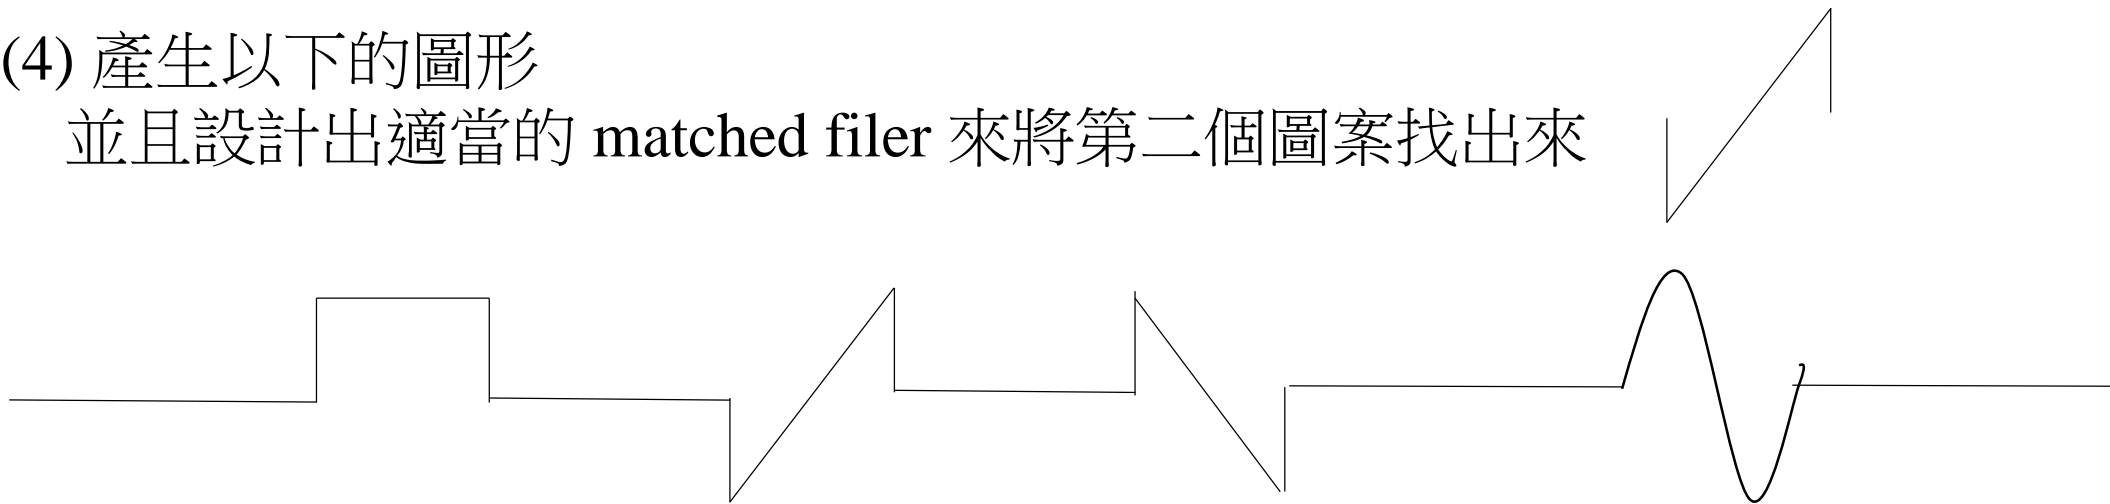 (4) 產生以下的圖形
並且設計出適當的 matched filer 來將第二個圖案找出來